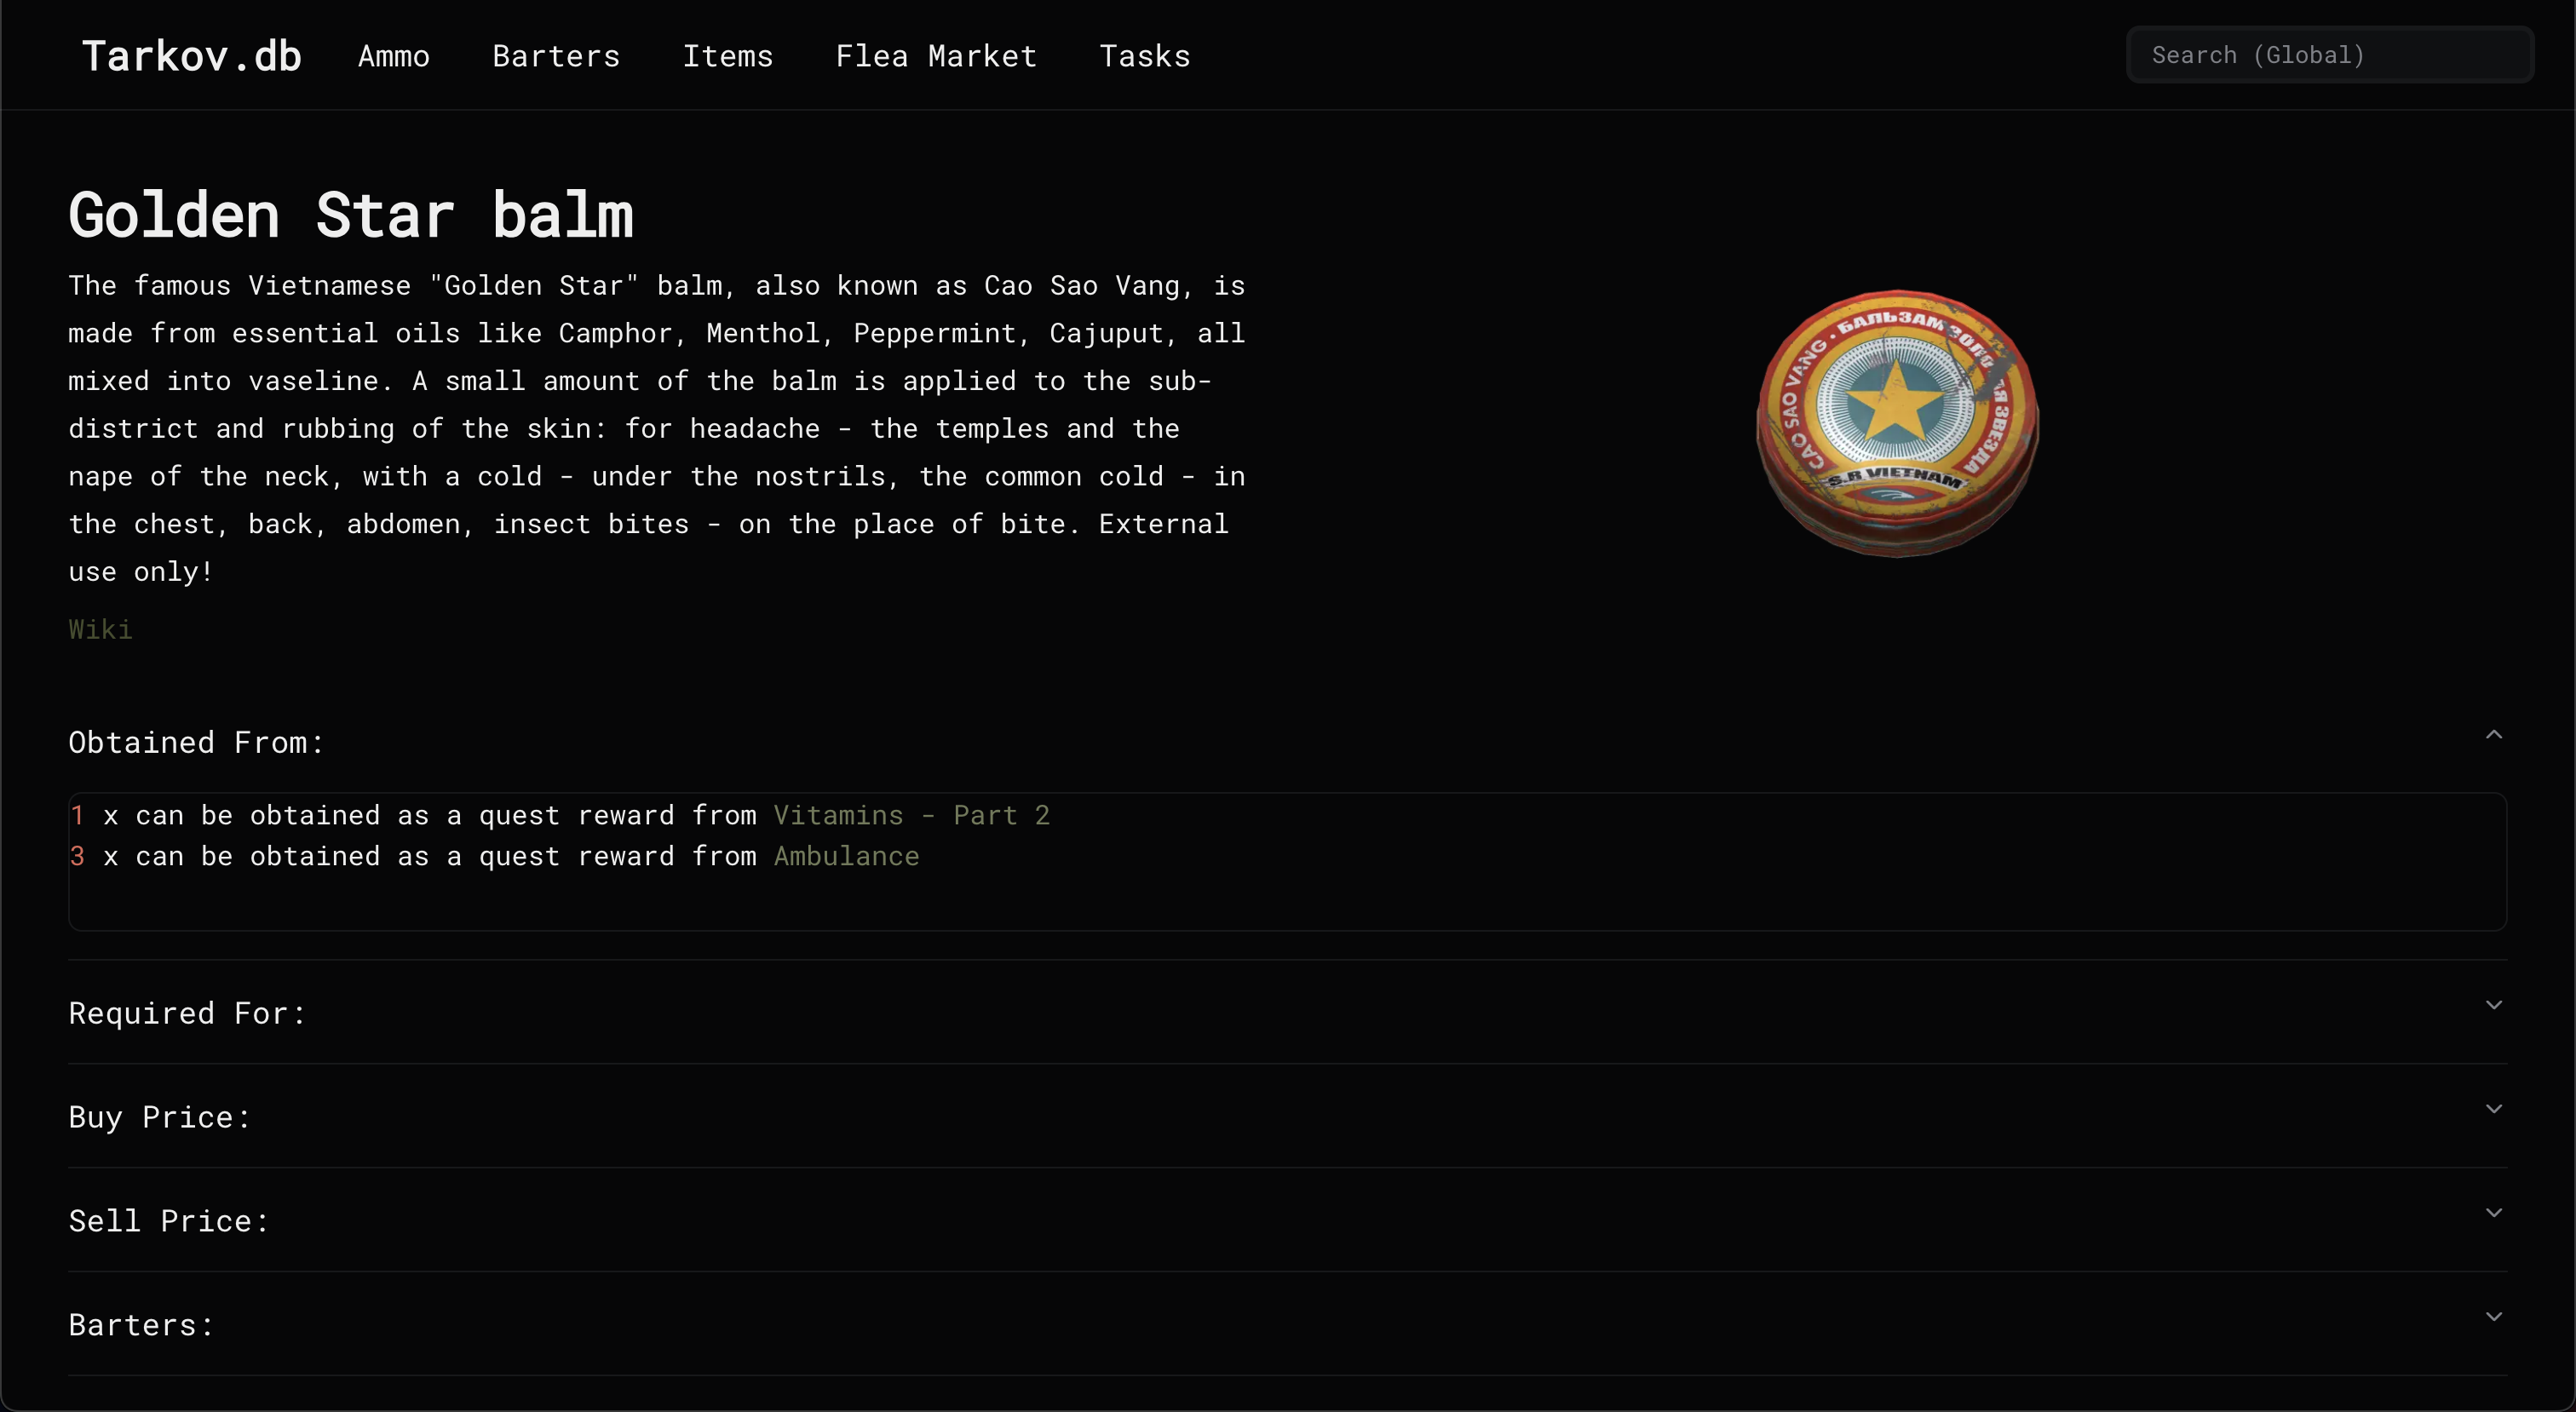 Tarkov.db Ammo Barters Items Flea Market Tasks Search (Global)
Golden Star balm
The famous Vietnamese "Golden Star" balm, also known as Cao Sao Vang, is
made from essential oils like Camphor, Menthol, Peppermint, Cajuput, all
mixed into vaseline. A small amount of the balm is applied to the sub-
district and rubbing of the skin: for headache - the temples and the
nape of the neck, with a cold - under the nostrils, the common cold - in
the chest, back, abdomen, insect bites - on the place of bite. External
use only!
Wiki
CAO SAO VANG · БАЛЬЗАМ ЗВЕЗДА
S.B VIETNAM
Obtained From:
1 x can be obtained as a quest reward from Vitamins - Part 2
3 x can be obtained as a quest reward from Ambulance
Required For:
Buy Price:
Sell Price:
Barters: